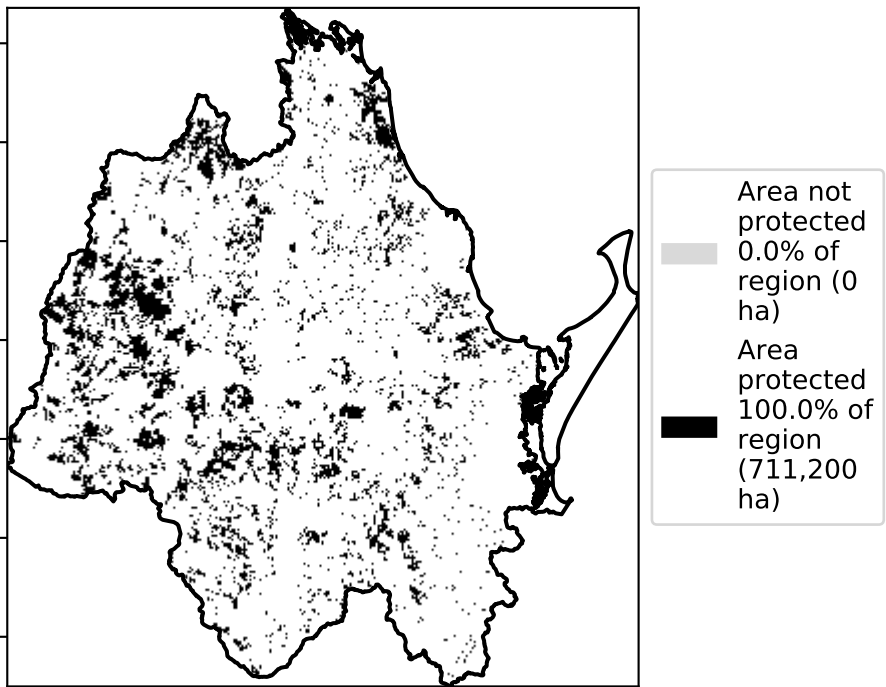 Area not
protected
0.0% of
region (0
ha)
Area
protected
100.0% of
region
(711,200
ha)